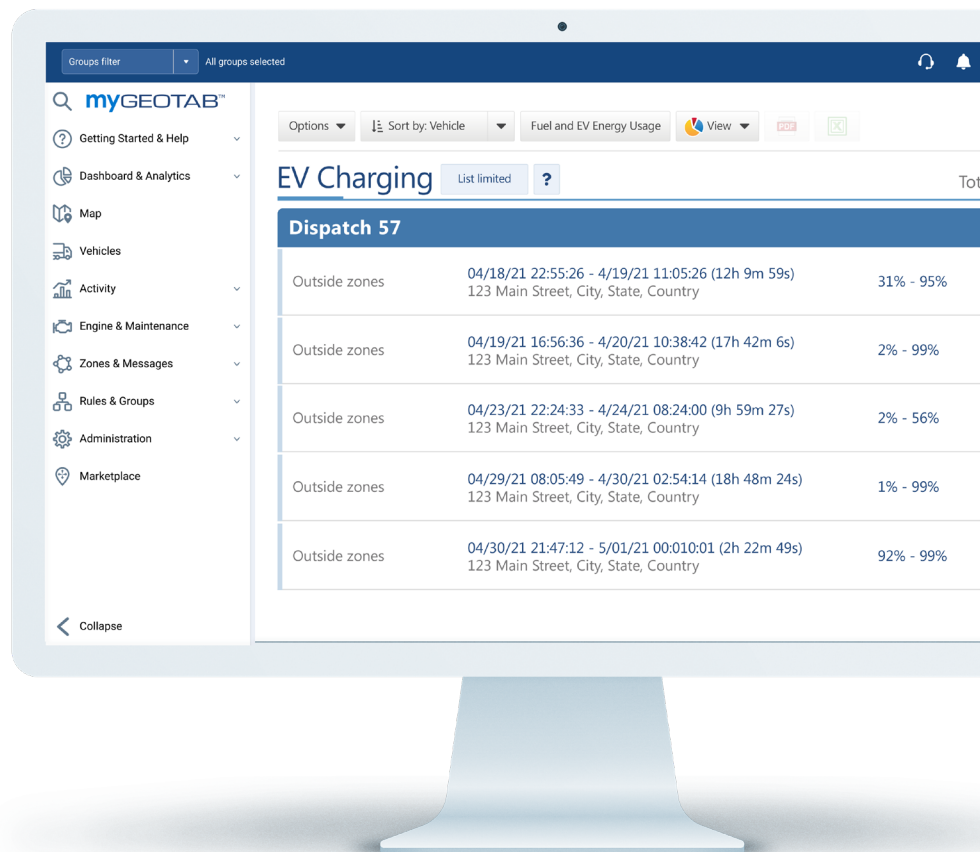 Groups filter
All groups selected
myGEOTAB™
Getting Started & Help
Dashboard & Analytics
Map
Vehicles
Activity
Engine & Maintenance
Zones & Messages
Rules & Groups
Administration
Marketplace
Collapse
Options
Sort by: Vehicle
Fuel and EV Energy Usage
View
PDF
X
EV Charging
List limited
?
Tot
Dispatch 57
Outside zones
04/18/21 22:55:26 - 4/19/21 11:05:26 (12h 9m 59s)
123 Main Street, City, State, Country
31% - 95%
Outside zones
04/19/21 16:56:36 - 4/20/21 10:38:42 (17h 42m 6s)
123 Main Street, City, State, Country
2% - 99%
Outside zones
04/23/21 22:24:33 - 4/24/21 08:24:00 (9h 59m 27s)
123 Main Street, City, State, Country
2% - 56%
Outside zones
04/29/21 08:05:49 - 4/30/21 02:54:14 (18h 48m 24s)
123 Main Street, City, State, Country
1% - 99%
Outside zones
04/30/21 21:47:12 - 5/01/21 00:010:01 (2h 22m 49s)
123 Main Street, City, State, Country
92% - 99%